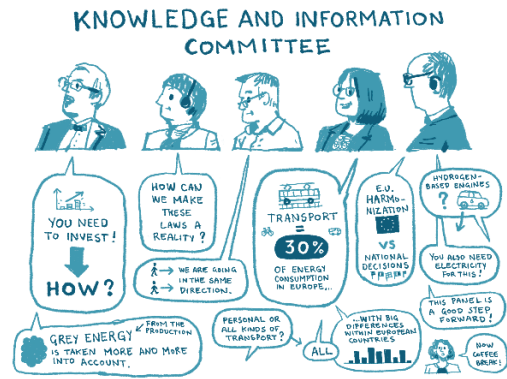 KNOWLEDGE AND INFORMATION
COMMITTEE
YOU NEED
TO INVEST!
HOW?
HOW CAN
WE MAKE
THESE
LAWS A
REALITY?
→ WE ARE GOING
→ IN THE SAME
DIRECTION.
TRANSPORT
=
30%
OF ENERGY
CONSUMPTION
IN EUROPE...
E.U.
HARMO-
NIZATION
VS
NATIONAL
DECISIONS
HYDROGEN-
BASED ENGINES
?
YOU ALSO NEED
ELECTRICITY
FOR THIS!
THIS PANEL IS
A GOOD STEP
FORWARD!
GREY ENERGY ← FROM THE
PRODUCTION
IS TAKEN MORE AND MORE
INTO ACCOUNT.
PERSONAL OR
ALL KINDS OF
TRANSPORT?
ALL
...WITH BIG
DIFFERENCES
WITHIN EUROPEAN
COUNTRIES
NOW
COFFEE
BREAK!